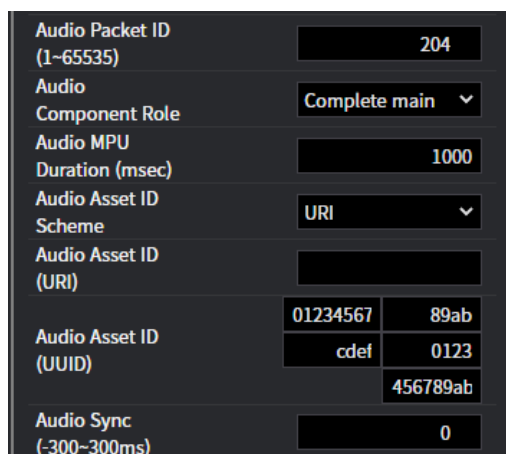 Audio Packet ID
(1~65535)
204
Audio
Component Role
Complete main
Audio MPU
Duration (msec)
1000
Audio Asset ID
Scheme
URI
Audio Asset ID
(URI)
Audio Asset ID
(UUID)
01234567
89ab
cdef
0123
456789ab
Audio Sync
(-300~300ms)
0